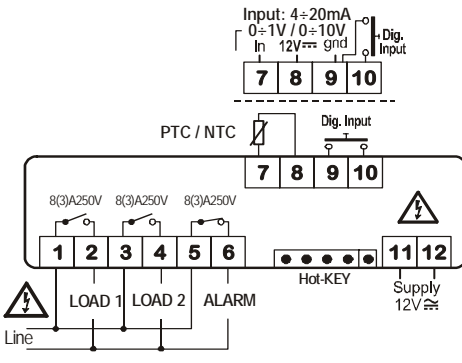 Input: 4÷20mA
0÷1V / 0÷10V
In 12V⎓ gnd
Dig. Input
7 8 9 10
PTC / NTC
Dig. Input
7 8 9 10
8(3)A250V 8(3)A250V 8(3)A250V
1 2 3 4 5 6
Hot-KEY
11 12
LOAD 1 LOAD 2 ALARM
Supply
12V≂
Line